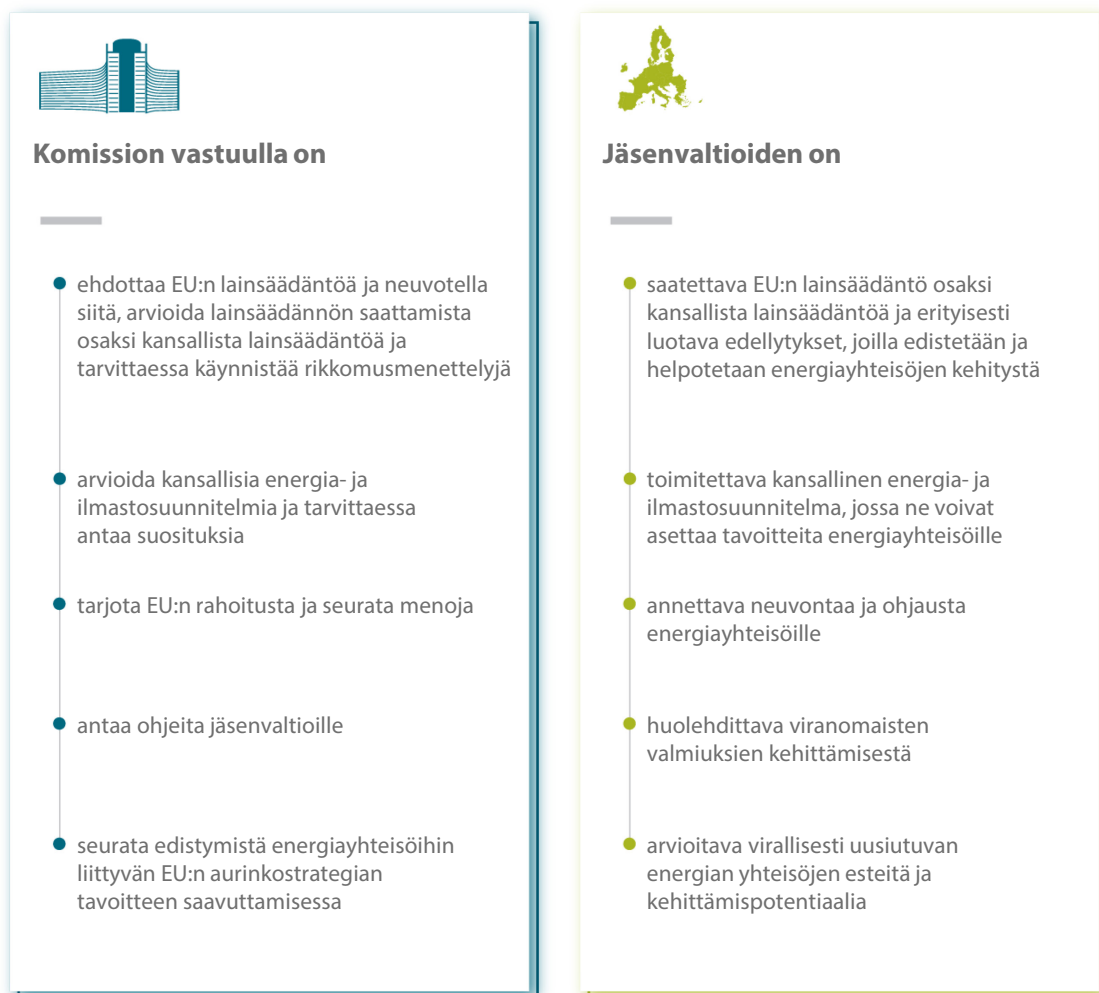 Komission vastuulla on
ehdottaa EU:n lainsäädäntöä ja neuvotella
siitä, arvioida lainsäädännön saattamista
osaksi kansallista lainsäädäntöä ja
tarvittaessa käynnistää rikkomusmenettelyjä
arvioida kansallisia energia- ja
ilmastosuunnitelmia ja tarvittaessa
antaa suosituksia
tarjota EU:n rahoitusta ja seurata menoja
antaa ohjeita jäsenvaltioille
seurata edistymistä energiayhteisöihin
liittyvän EU:n aurinkostrategian
tavoitteen saavuttamisessa
Jäsenvaltioiden on
saatettava EU:n lainsäädäntö osaksi
kansallista lainsäädäntöä ja erityisesti
luotava edellytykset, joilla edistetään ja
helpotetaan energiayhteisöjen kehitystä
toimitettava kansallinen energia- ja
ilmastosuunnitelma, jossa ne voivat
asettaa tavoitteita energiayhteisöille
annettava neuvontaa ja ohjausta
energiayhteisöille
huolehdittava viranomaisten
valmiuksien kehittämisestä
arvioitava virallisesti uusiutuvan
energian yhteisöjen esteitä ja
kehittämispotentiaalia